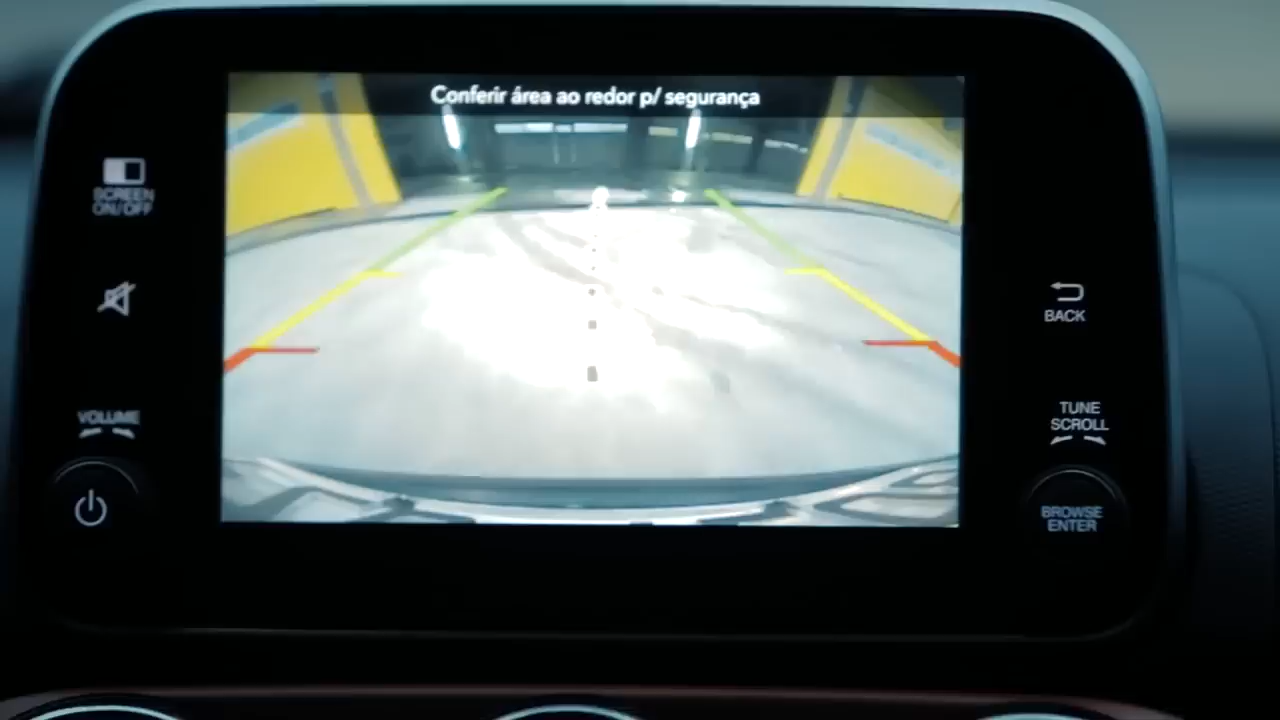 Conferir área ao redor p/ segurança
SCREEN
ON/OFF
VOLUME
BACK
TUNE
SCROLL
BROWSE
ENTER